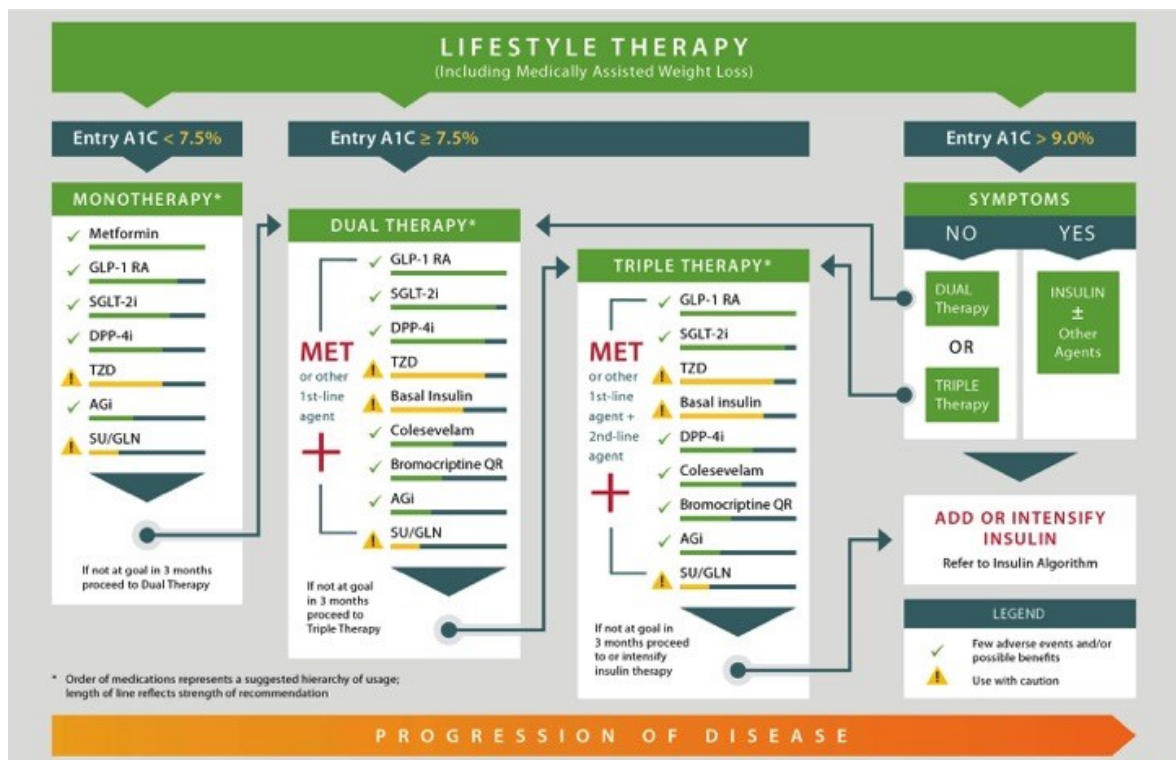 LIFESTYLE THERAPY
(Including Medically Assisted Weight Loss)
Entry A1C < 7.5%
Entry A1C ≥ 7.5%
Entry A1C > 9.0%
MONOTHERAPY*
✓ Metformin
✓ GLP-1 RA
✓ SGLT-2i
✓ DPP-4i
! TZD
✓ AGi
! SU/GLN
If not at goal in 3 months
proceed to Dual Therapy
DUAL THERAPY*
MET
or other
1st-line
agent
+
✓ GLP-1 RA
✓ SGLT-2i
✓ DPP-4i
! TZD
! Basal Insulin
✓ Colesevelam
✓ Bromocriptine QR
✓ AGi
! SU/GLN
If not at goal
in 3 months
proceed to
Triple Therapy
TRIPLE THERAPY*
MET
or other
1st-line
agent +
2nd-line
agent
+
✓ GLP-1 RA
✓ SGLT-2i
! TZD
! Basal insulin
✓ DPP-4i
✓ Colesevelam
✓ Bromocriptine QR
✓ AGi
! SU/GLN
If not at goal in
3 months proceed
to or intensify
insulin therapy
SYMPTOMS
NO
YES
DUAL
Therapy
OR
TRIPLE
Therapy
INSULIN
±
Other
Agents
ADD OR INTENSIFY
INSULIN
Refer to Insulin Algorithm
LEGEND
✓ Few adverse events and/or
possible benefits
! Use with caution
* Order of medications represents a suggested hierarchy of usage;
length of line reflects strength of recommendation
PROGRESSION OF DISEASE